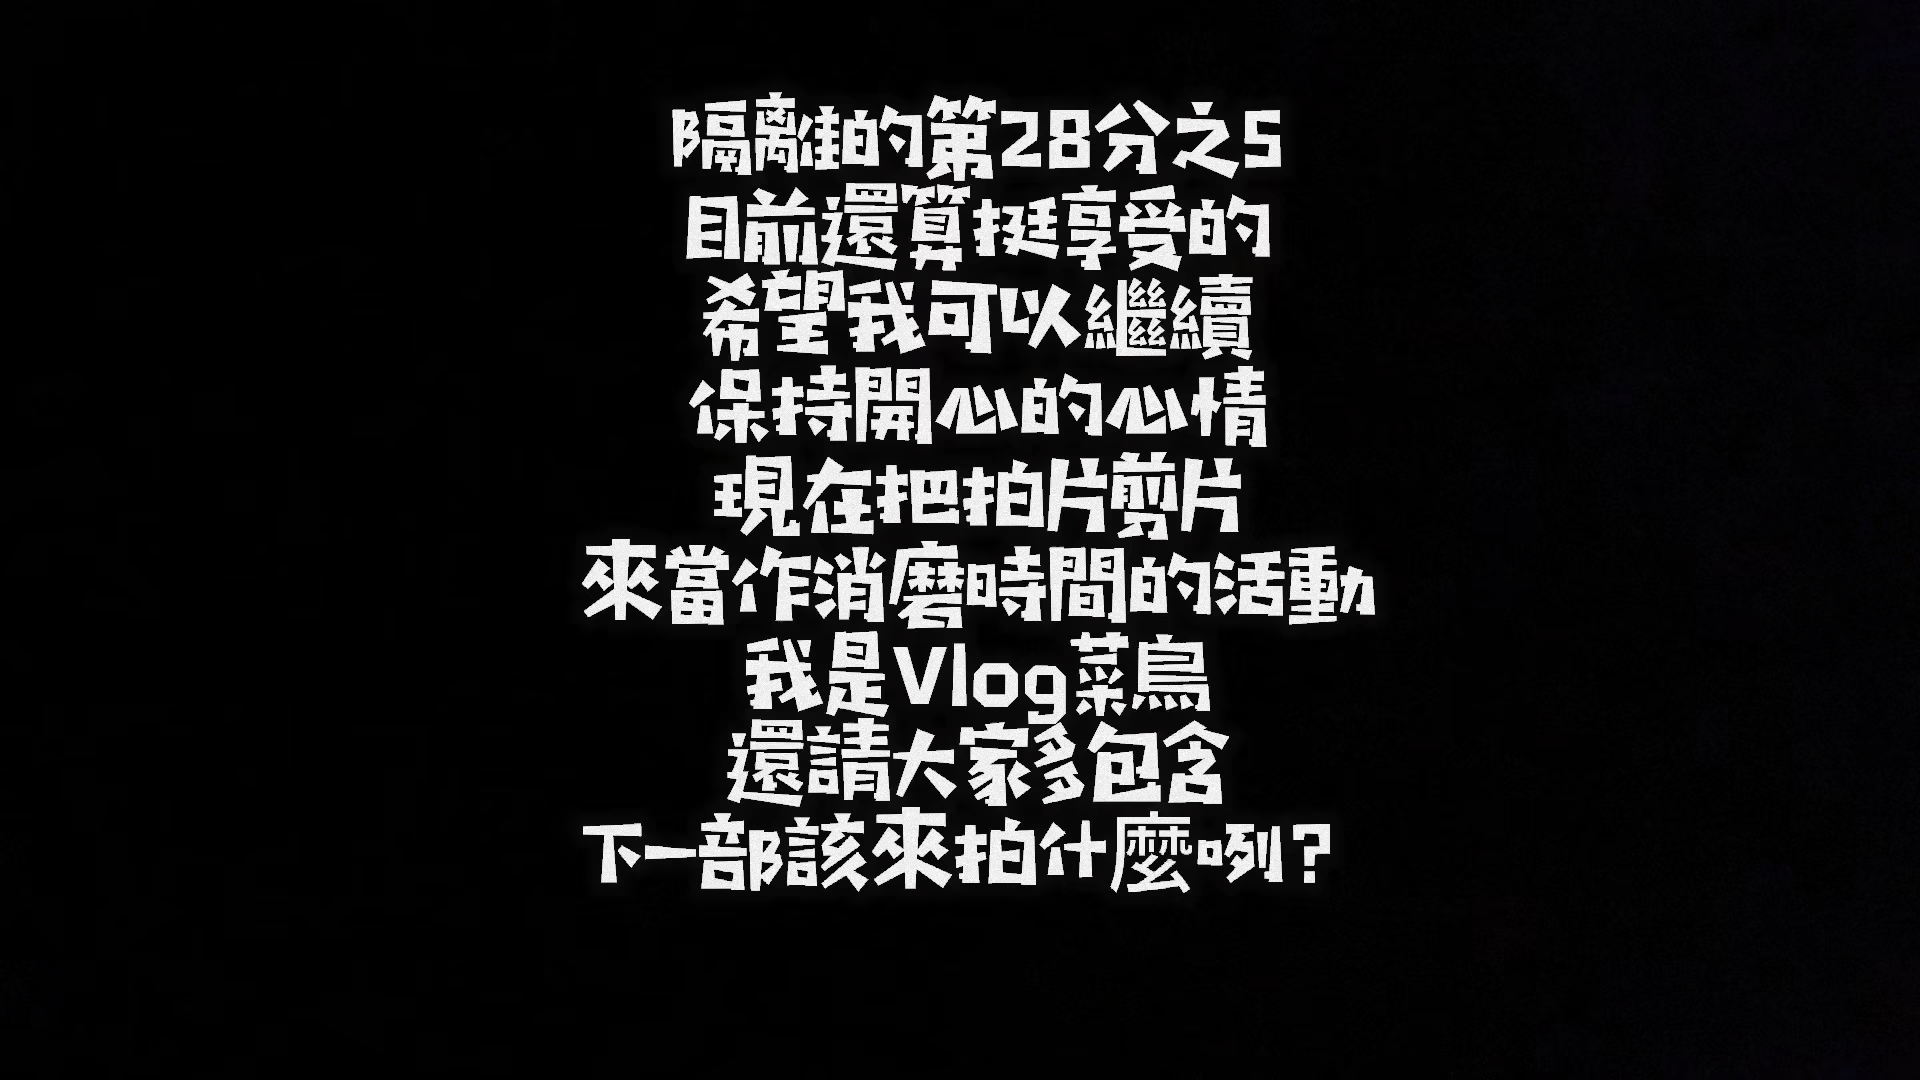 隔離的第28分之5
目前還算挺享受的
希望我可以繼續
保持開心的心情
現在把拍片剪片
來當作消磨時間的活動
我是Vlog菜鳥
還請大家多包含
下一部該來拍什麼咧?